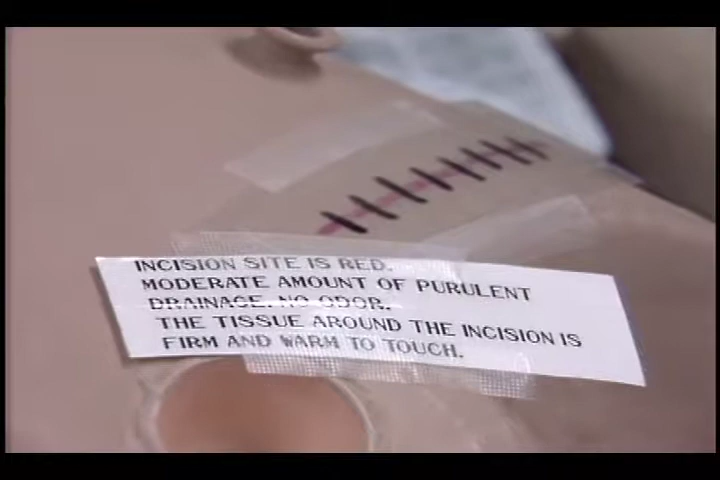 INCISION SITE IS RED.
MODERATE AMOUNT OF PURULENT
DRAINAGE. NO ODOR.
THE TISSUE AROUND THE INCISION IS
FIRM AND WARM TO TOUCH.